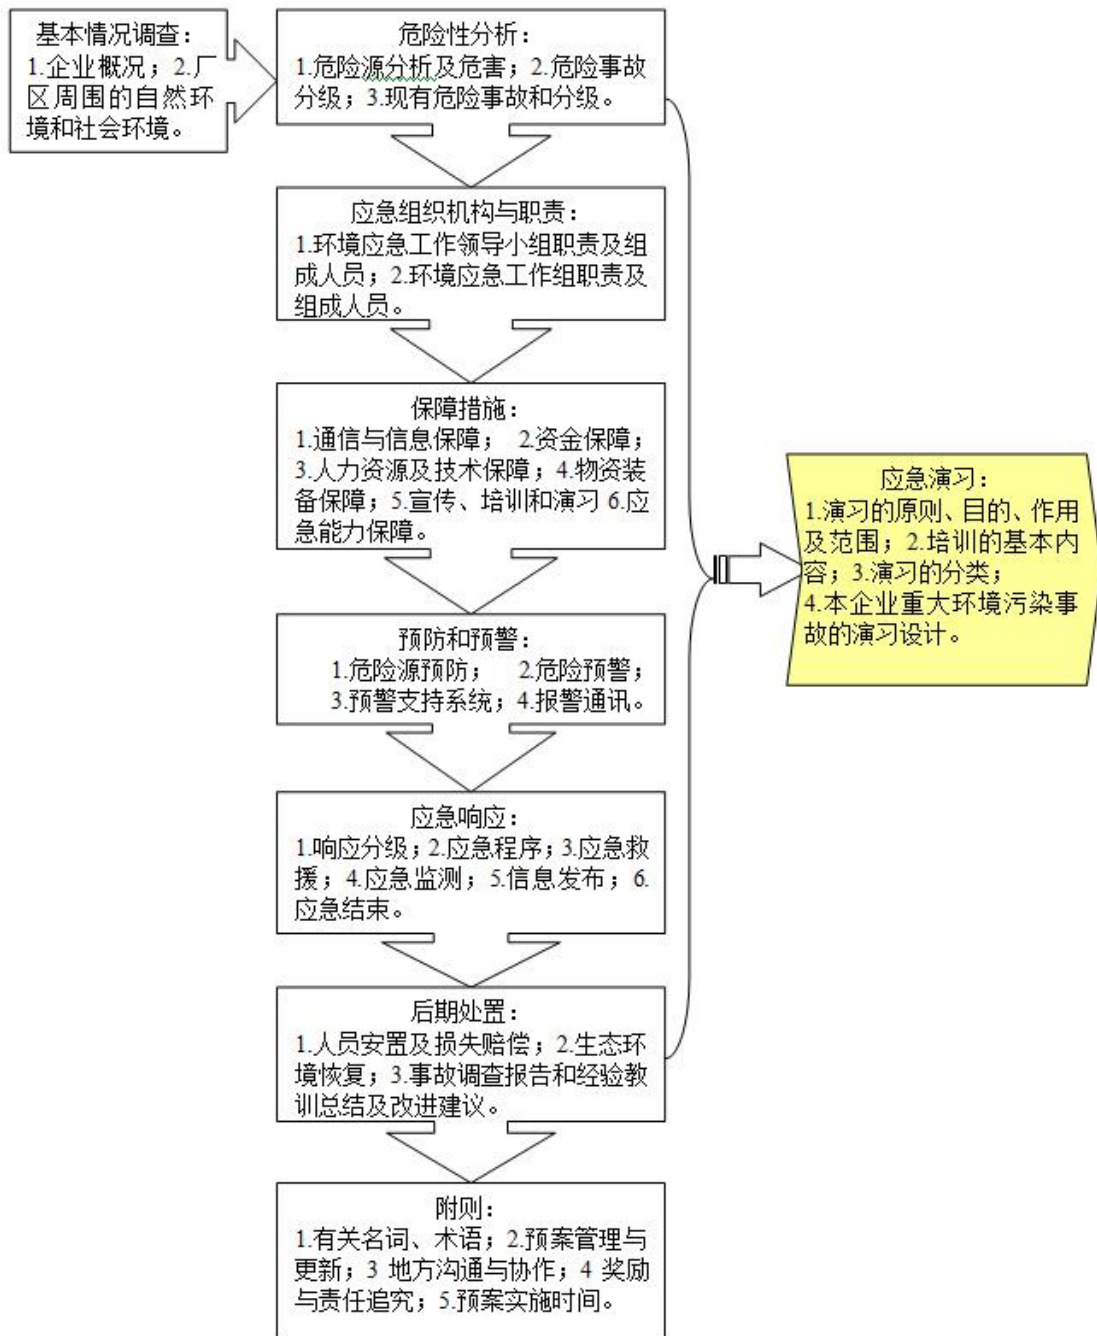 基本情况调查：
1.企业概况；2.厂
区周围的自然环
境和社会环境。
危险性分析：
1.危险源分析及危害；2.危险事故
分级；3.现有危险事故和分级。
应急组织机构与职责：
1.环境应急工作领导小组职责及组
成人员；2.环境应急工作组职责及
组成人员。
保障措施：
1.通信与信息保障； 2.资金保障；
3.人力资源及技术保障；4.物资装
备保障；5.宣传、培训和演习 6.应
急能力保障。
预防和预警：
1.危险源预防； 2.危险预警；
3.预警支持系统；4.报警通讯。
应急响应：
1.响应分级；2.应急程序；3.应急救
援；4.应急监测；5.信息发布；6.
应急结束。
后期处置：
1.人员安置及损失赔偿；2.生态环
境恢复；3.事故调查报告和经验教
训总结及改进建议。
附则：
1.有关名词、术语；2.预案管理与
更新；3 地方沟通与协作；4 奖励
与责任追究；5.预案实施时间。
应急演习：
1.演习的原则、目的、作用
及范围；2.培训的基本内
容；3.演习的分类；
4.本企业重大环境污染事
故的演习设计。